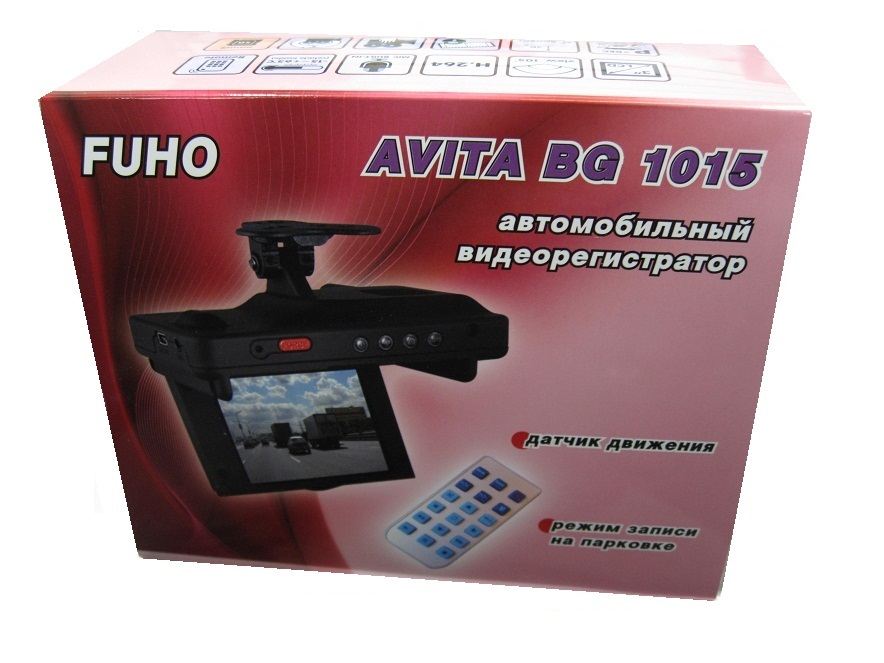 FUHO
AVITA BG 1015
автомобильный
видеорегистратор
датчик движения
режим записи
на парковке
H.264